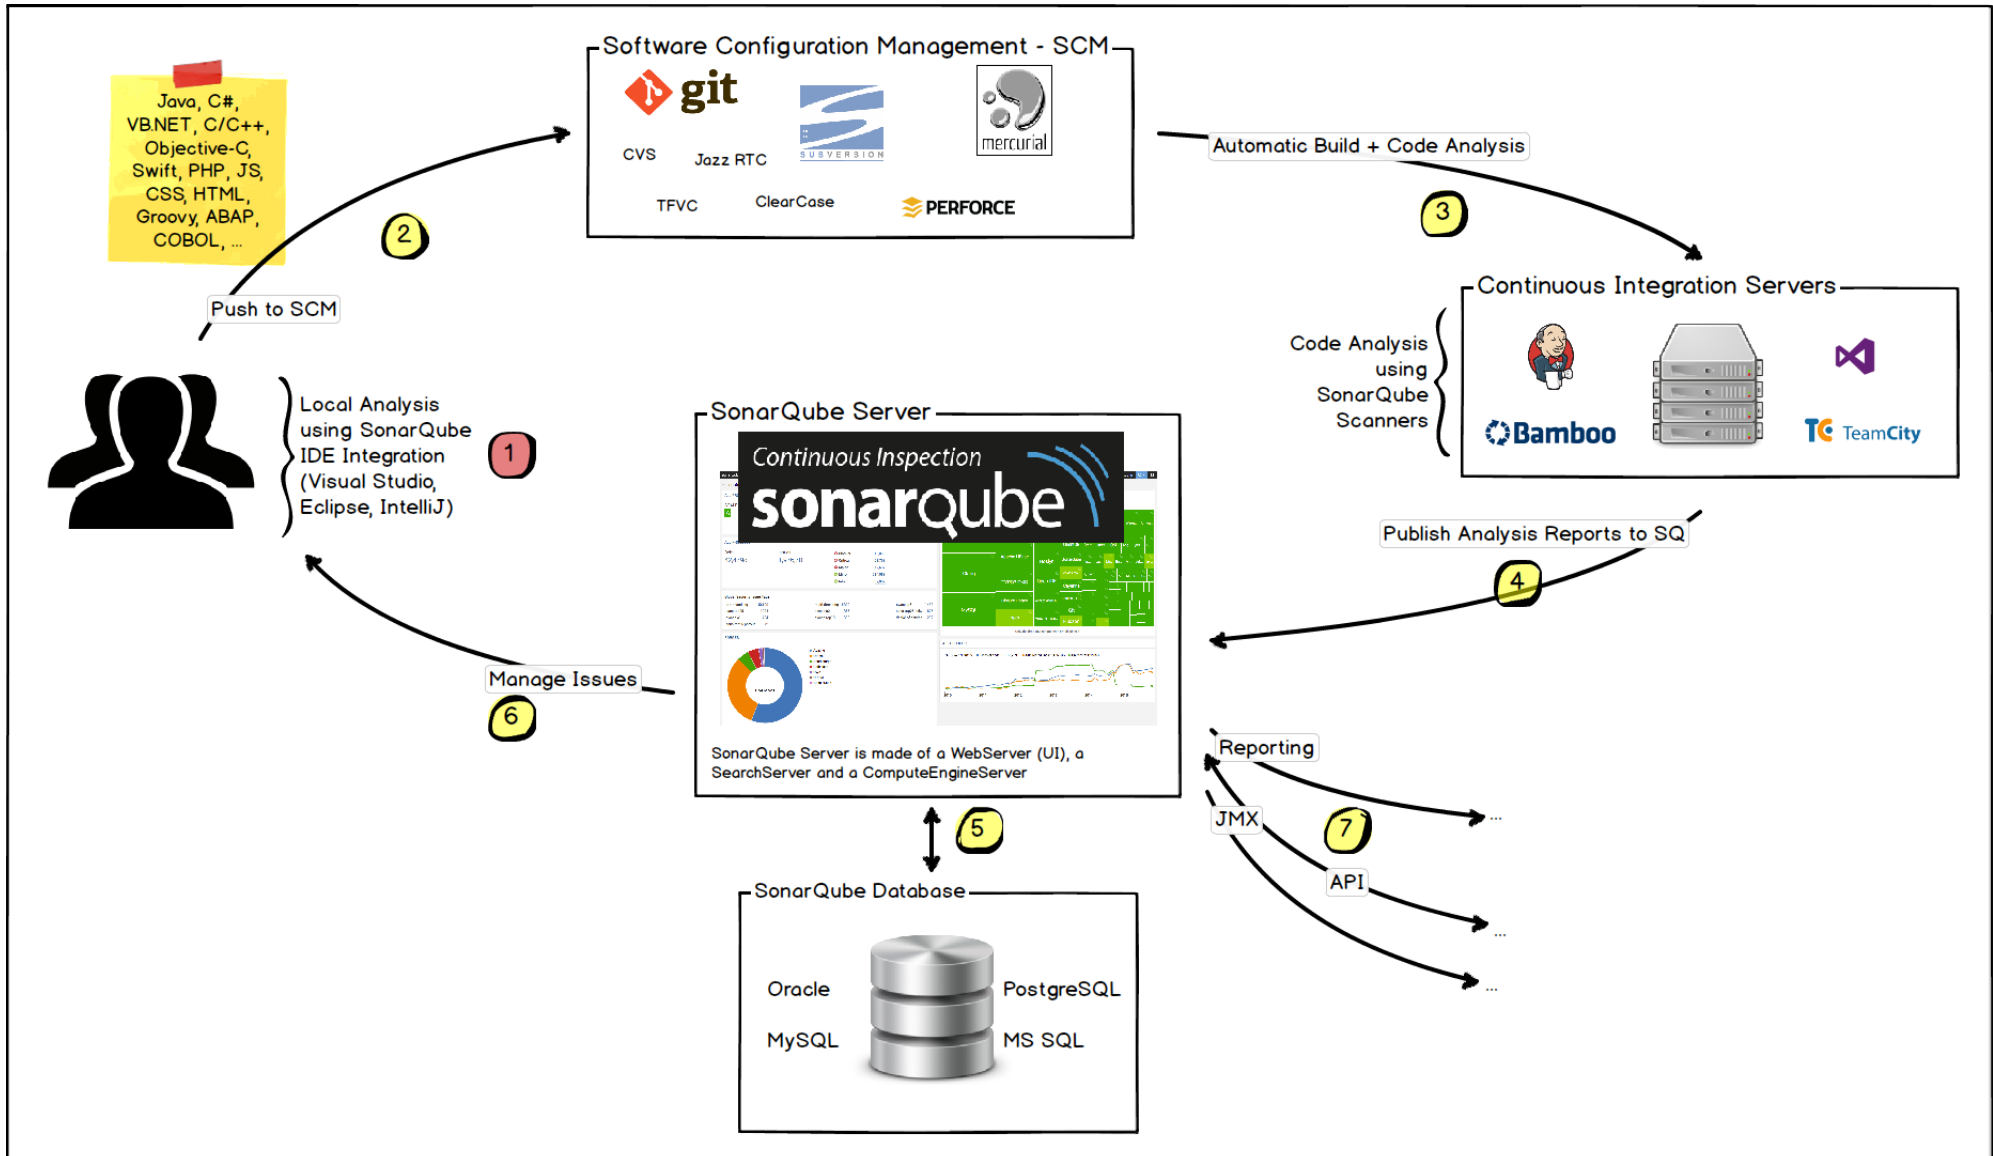 Software Configuration Management - SCM
git
SUBVERSION
mercurial
CVS
Jazz RTC
TFVC
ClearCase
PERFORCE
Java, C#,
VB.NET, C/C++,
Objective-C,
Swift, PHP, JS,
CSS, HTML,
Groovy, ABAP,
COBOL, ...
2
Push to SCM
Automatic Build + Code Analysis
3
Continuous Integration Servers
Bamboo
TeamCity
Code Analysis
using
SonarQube
Scanners
Local Analysis
using SonarQube
IDE Integration
(Visual Studio,
Eclipse, IntelliJ)
1
SonarQube Server
Continuous Inspection
sonarqube
SonarQube Server is made of a WebServer (UI), a
SearchServer and a ComputeEngineServer
Publish Analysis Reports to SQ
4
Manage Issues
6
5
Reporting
JMX
7
API
...
...
...
SonarQube Database
Oracle
PostgreSQL
MySQL
MS SQL